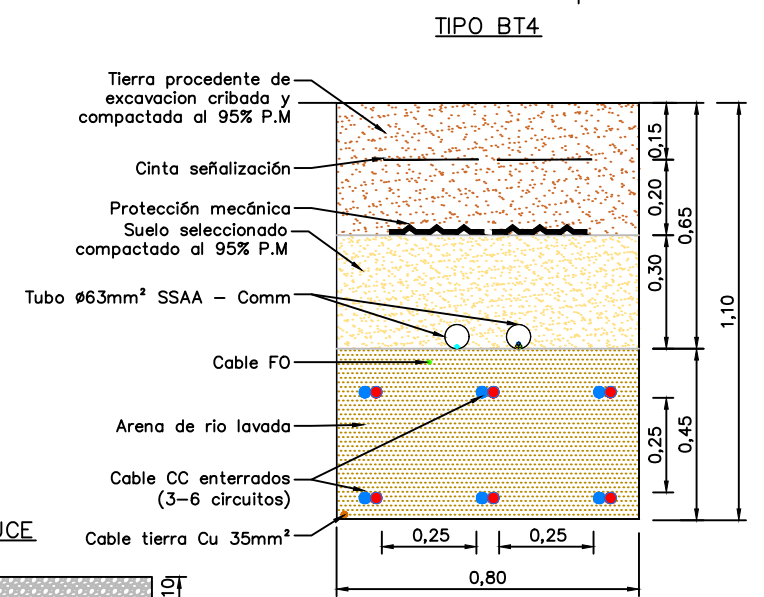 TIPO BT4
Tierra procedente de
excavacion cribada y
compactada al 95% P.M
Cinta señalización
Protección mecánica
Suelo seleccionado
compactado al 95% P.M
Tubo ø63mm² SSAA - Comm
Cable FO
Arena de rio lavada
Cable CC enterrados
(3-6 circuitos)
Cable tierra Cu 35mm²
0,15
0,20
0,30
0,65
1,10
0,25
0,45
0,25
0,25
0,80
UCE
10